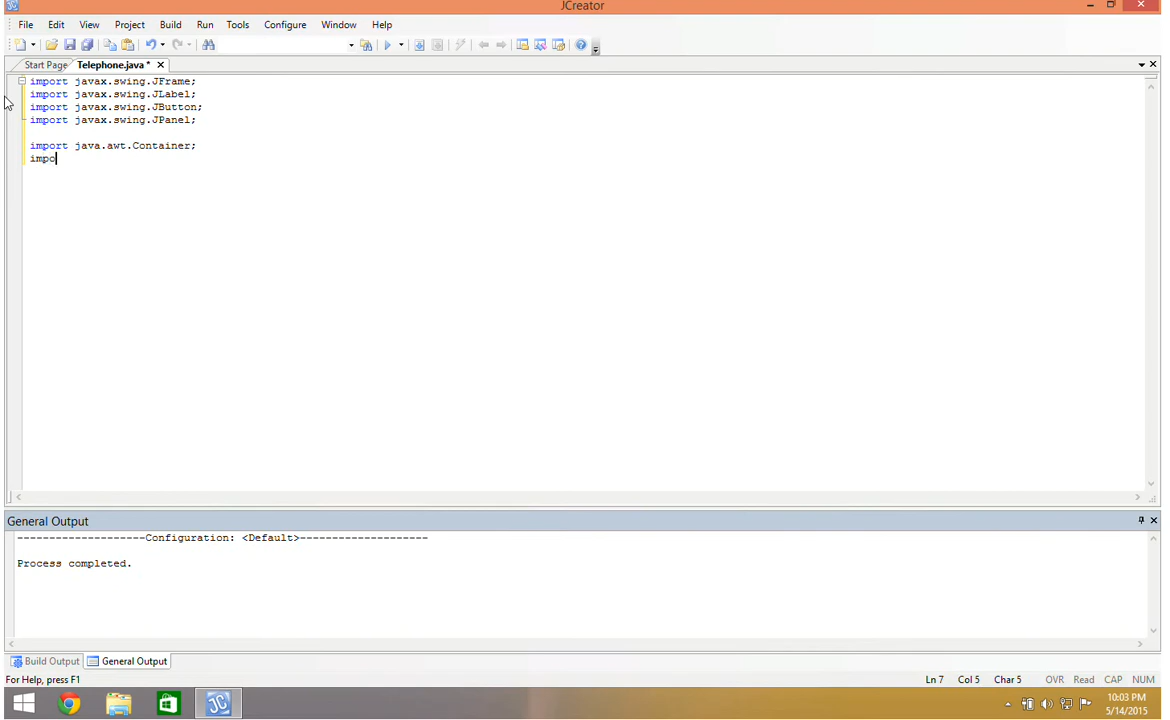 JCreator
File Edit View Project Build Run Tools Configure Window Help
Start Page Telephone.java *
import javax.swing.JFrame;
import javax.swing.JLabel;
import javax.swing.JButton;
import javax.swing.JPanel;
import java.awt.Container;
impo
General Output
--------------------Configuration: <Default>--------------------
Process completed.
Build Output General Output
For Help, press F1 Ln 7 Col 5 Char 5 OVR Read CAP NUM
JC 10:03 PM
5/14/2015